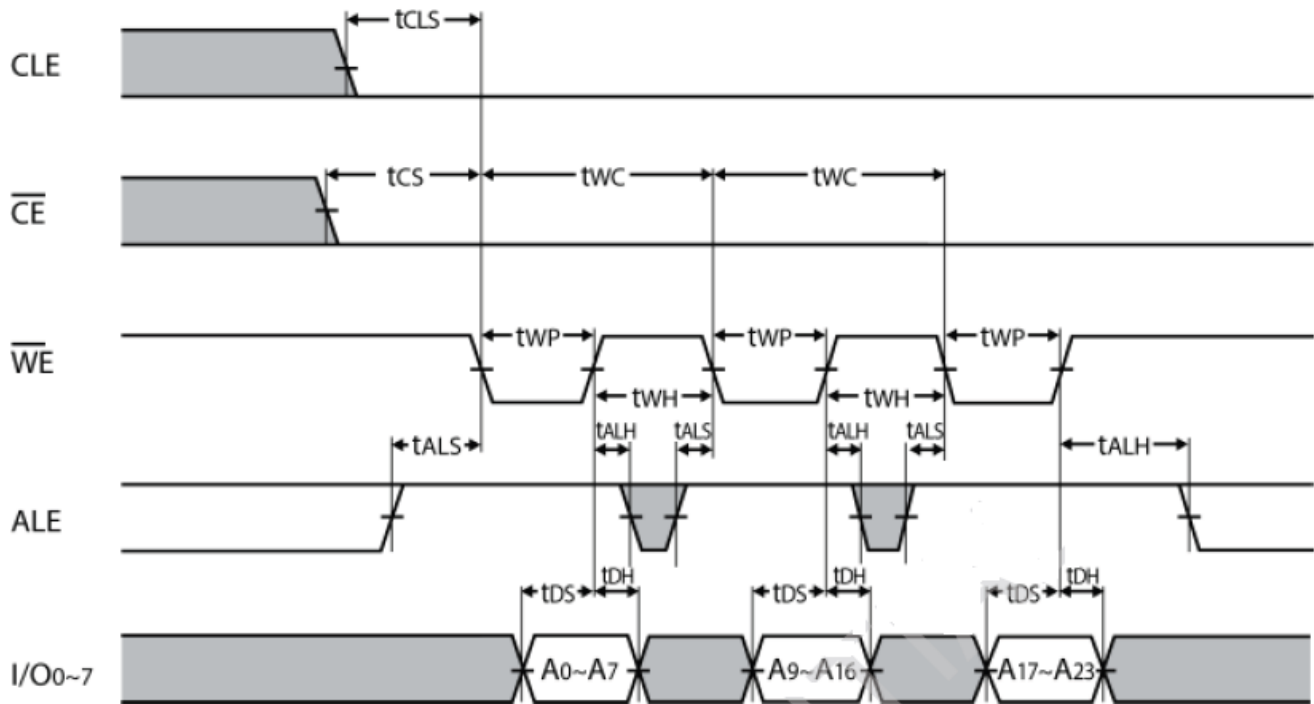 tCLS
CLE
tCS tWC tWC
CE
tWP tWP tWP
WE
tWH tWH
tALS tALH tALS tALH tALS tALH
ALE
tDS tDH tDS tDH tDS tDH
I/O0~7 A0~A7 A9~A16 A17~A23